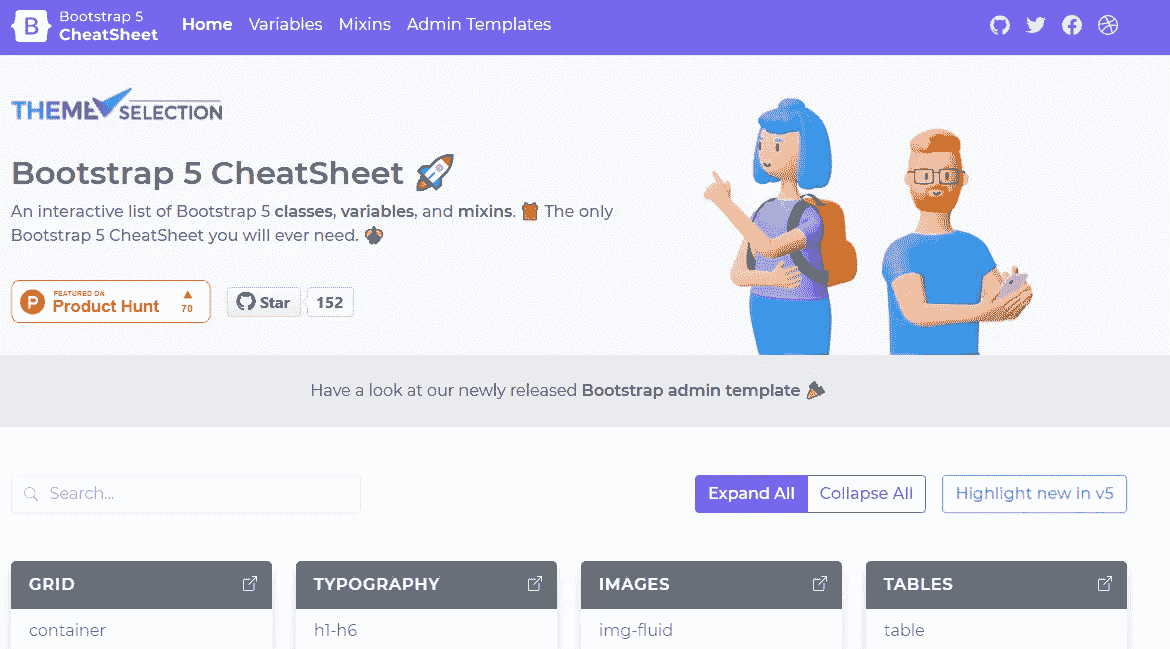 B
Bootstrap 5
CheatSheet
Home Variables Mixins Admin Templates
THEME SELECTION
Bootstrap 5 CheatSheet
An interactive list of Bootstrap 5 classes, variables, and mixins. The only
Bootstrap 5 CheatSheet you will ever need.
P
FEATURED ON
Product Hunt
70
Star
152
Have a look at our newly released Bootstrap admin template
Search...
Expand All Collapse All Highlight new in v5
GRID TYPOGRAPHY IMAGES TABLES
container h1-h6 img-fluid table